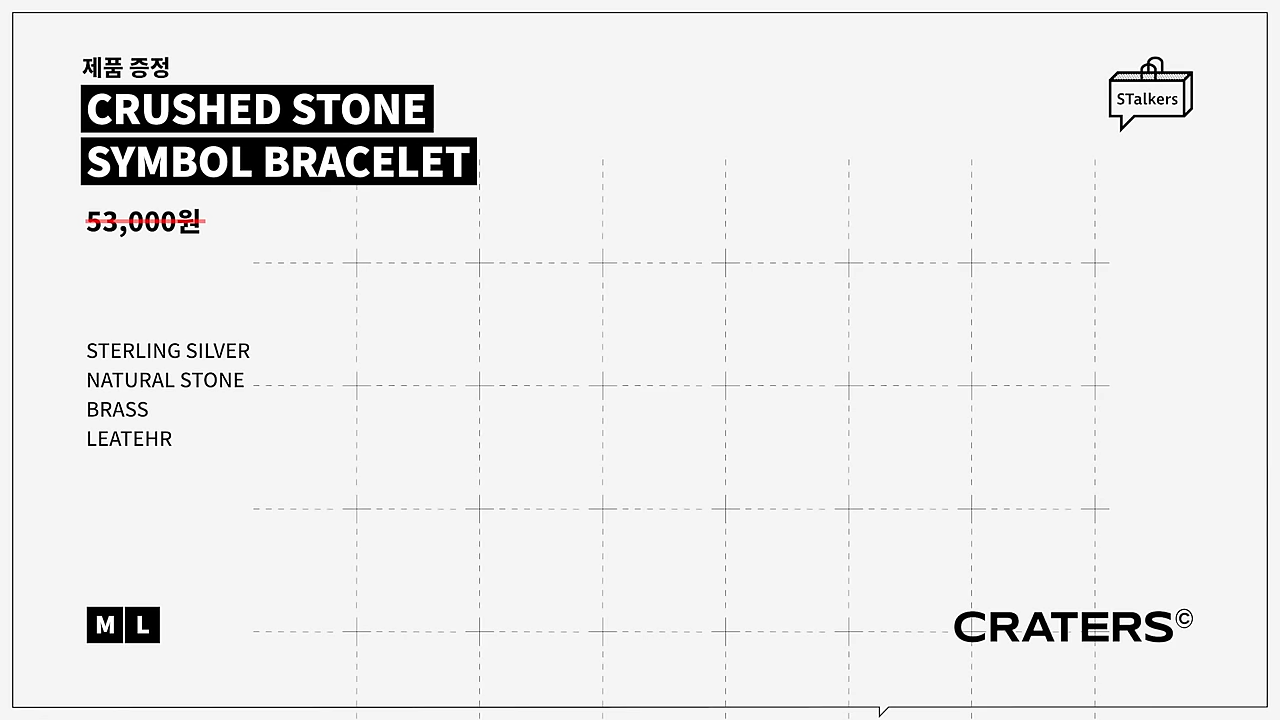 제품 증정
CRUSHED STONE
SYMBOL BRACELET
53,000원
STalkers
STERLING SILVER
NATURAL STONE
BRASS
LEATEHR
M L
CRATERS©